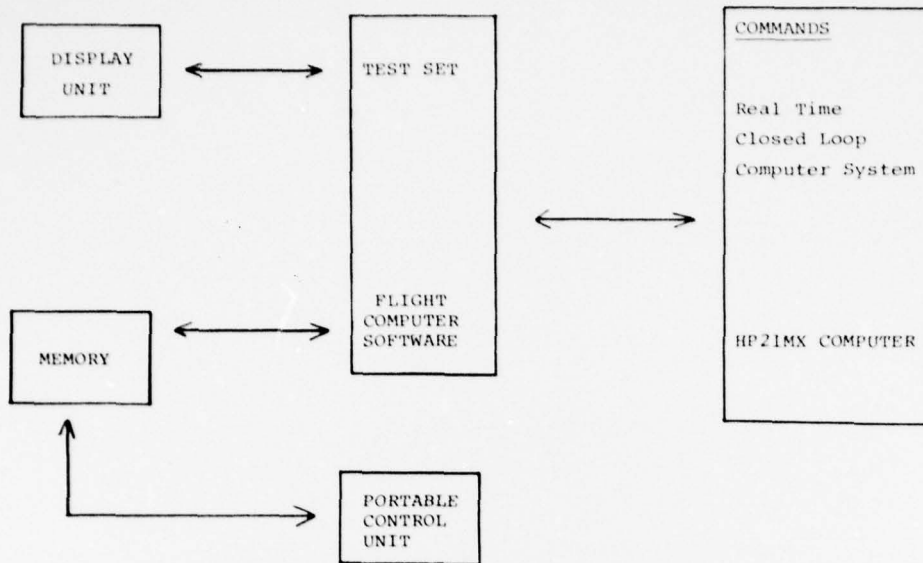 DISPLAY
UNIT
TEST SET
FLIGHT
COMPUTER
SOFTWARE
MEMORY
PORTABLE
CONTROL
UNIT
COMMANDS
Real Time
Closed Loop
Computer System
HP21MX COMPUTER